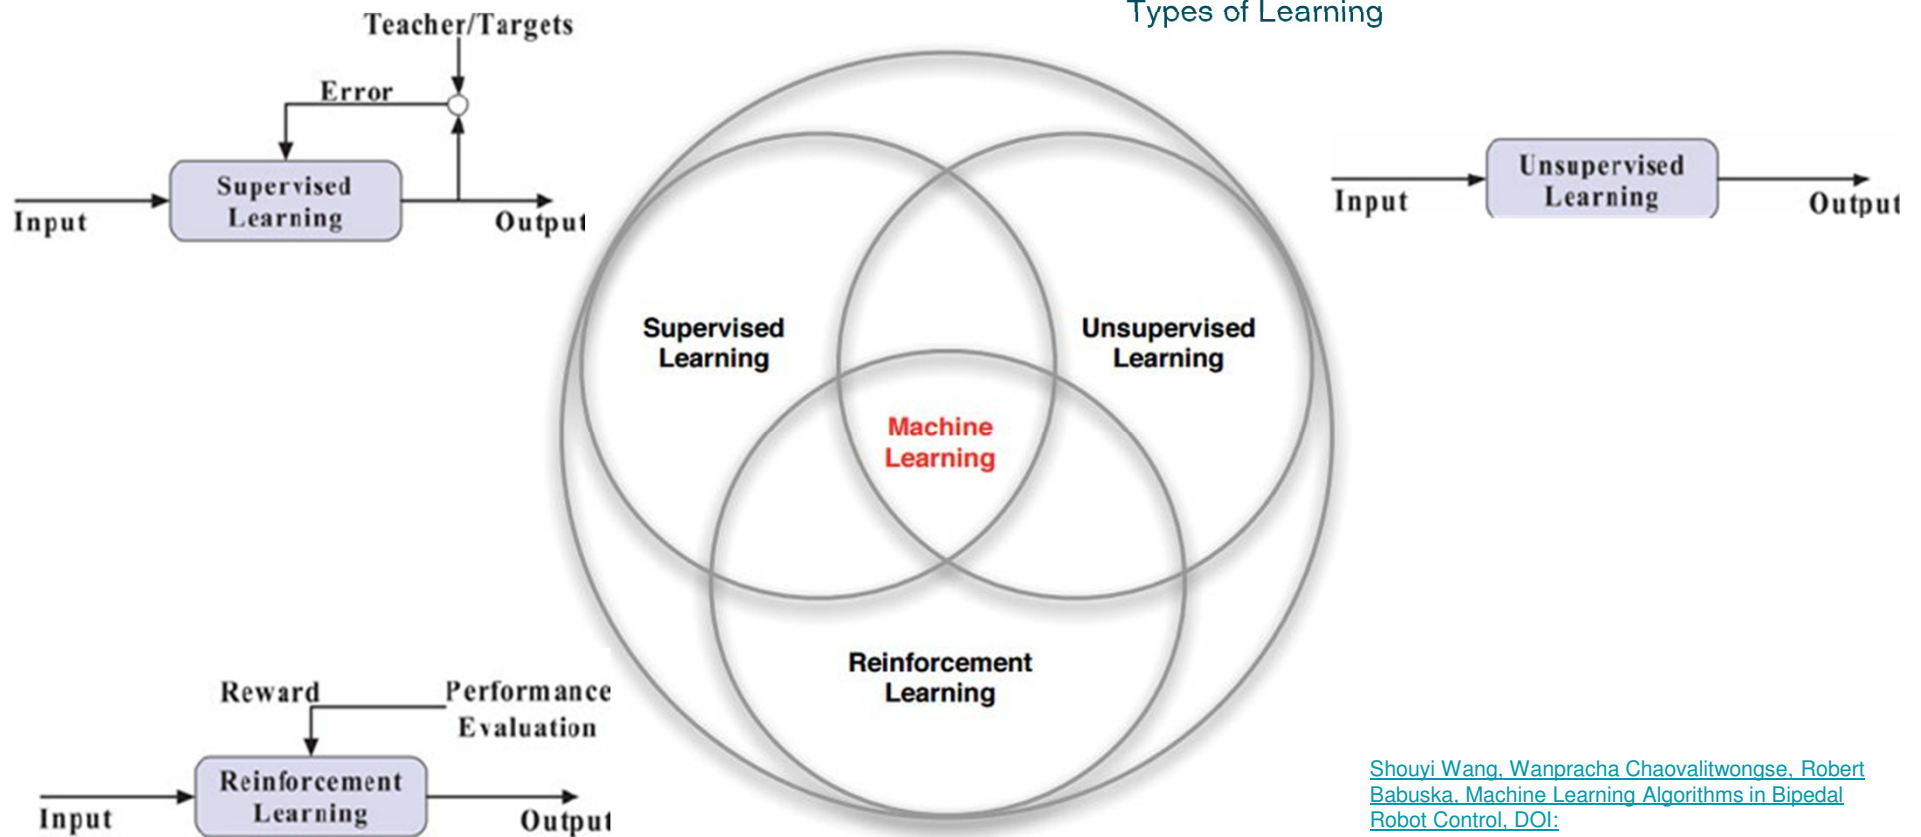 Types of Learning
Teacher/Targets
Error
Supervised
Learning
Input
Output
Unsupervised
Learning
Input
Output
Supervised
Learning
Unsupervised
Learning
Machine
Learning
Reinforcement
Learning
Reward
Performance
Evaluation
Reinforcement
Learning
Input
Output
Shouyi Wang, Wanpracha Chaovalitwongse, Robert
Babuska, Machine Learning Algorithms in Bipedal
Robot Control, DOI: